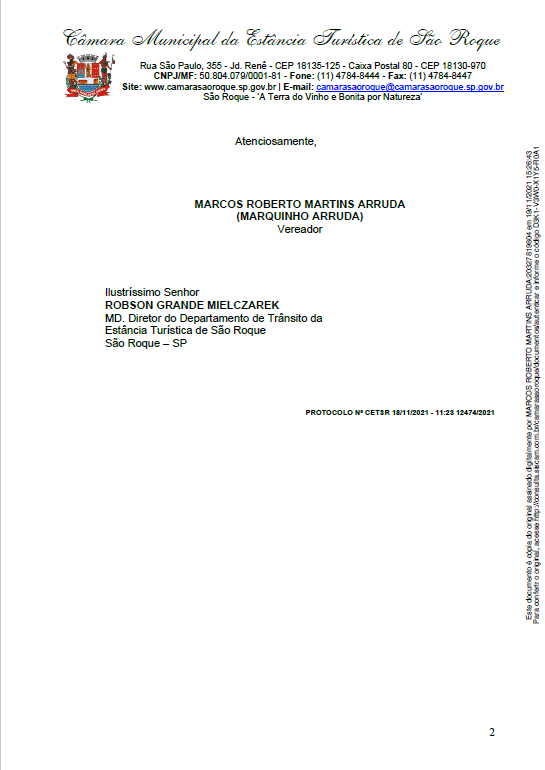 Câmara Municipal da Estância Turística de São Roque
Rua São Paulo, 355 - Jd. Renê - CEP 18135-125 - Caixa Postal 80 - CEP 18130-970
CNPJ/MF: 50.804.079/0001-81 - Fone: (11) 4784-8444 - Fax: (11) 4784-8447
Site: www.camarasaoroque.sp.gov.br | E-mail: camarasaoroque@camarasaoroque.sp.gov.br
São Roque - 'A Terra do Vinho e Bonita por Natureza'
Atenciosamente,
MARCOS ROBERTO MARTINS ARRUDA
(MARQUINHO ARRUDA)
Vereador
Ilustríssimo Senhor
ROBSON GRANDE MIELCZAREK
MD. Diretor do Departamento de Trânsito da
Estância Turística de São Roque
São Roque – SP
PROTOCOLO Nº CETSR 18/11/2021 - 11:23 12474/2021
Este documento é cópia do original assinado digitalmente por MARCOS ROBERTO MARTINS ARRUDA:20327819804 em 19/11/2021 15:26:43
Para conferir o original, acesse http://consulta.siscam.com.br/camarasaoroque/documentos/autenticar e informe o código D3K1-V3W0-X1Y5-R0A1
2